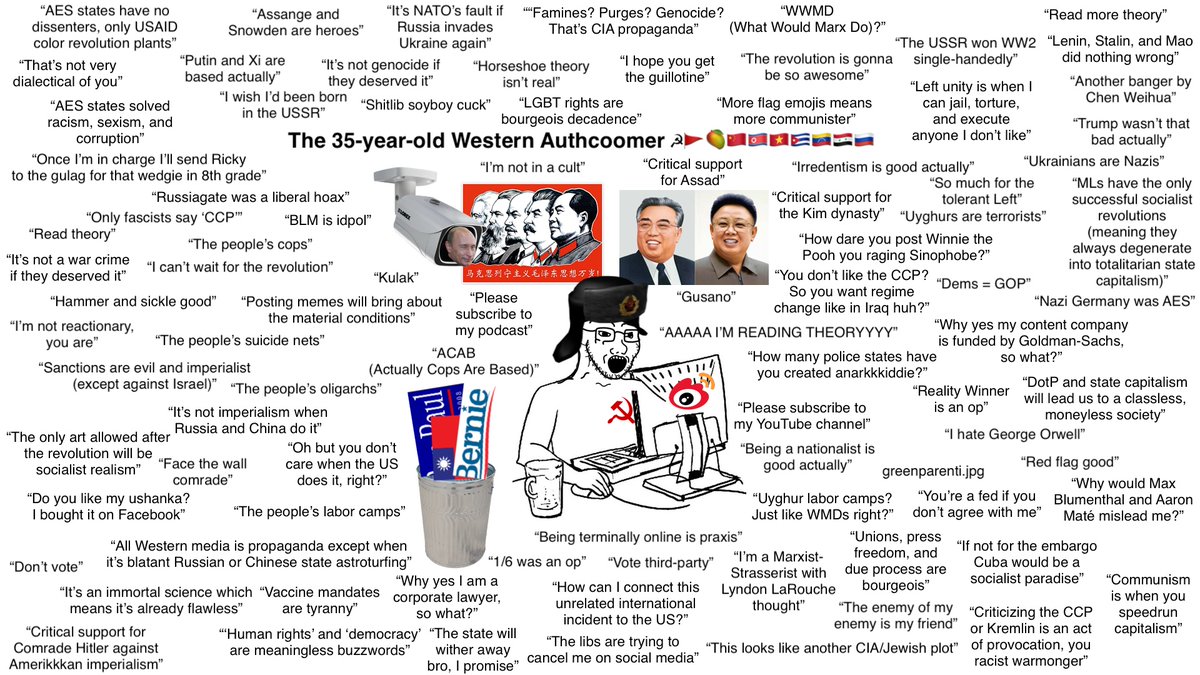 “AES states have no
dissenters, only USAID
color revolution plants”
“Assange and
Snowden are heroes”
“It’s NATO’s fault if
Russia invades
Ukraine again”
““Famines? Purges? Genocide?
That’s CIA propaganda”
“WWMD
(What Would Marx Do)?”
“Read more theory”
“That’s not very
dialectical of you”
“Putin and Xi are
based actually”
“It’s not genocide if
they deserved it”
“Horseshoe theory
isn’t real”
“I hope you get
the guillotine”
“The revolution is gonna
be so awesome”
“The USSR won WW2
single-handedly”
“Lenin, Stalin, and Mao
did nothing wrong”
“AES states solved
racism, sexism, and
corruption”
“I wish I’d been born
in the USSR”
“Shitlib soyboy cuck”
“LGBT rights are
bourgeois decadence”
“More flag emojis means
more communister”
“Left unity is when I
can jail, torture,
and execute
anyone I don’t like”
“Another banger by
Chen Weihua”
“Trump wasn’t that
bad actually”
The 35-year-old Western Authcoomer ☭🚩🥭🇨🇳🇰🇵🇻🇳🇨🇺🇻🇪🇸🇾🇷🇺
“Once I’m in charge I’ll send Ricky
to the gulag for that wedgie in 8th grade”
“I’m not in a cult”
“Critical support
for Assad”
“Irredentism is good actually”
“Ukrainians are Nazis”
“Russiagate was a liberal hoax”
“Critical support for
the Kim dynasty”
“So much for the
tolerant Left”
“MLs have the only
successful socialist
revolutions
(meaning they
always degenerate
into totalitarian state
capitalism)”
“Only fascists say ‘CCP’”
“BLM is idpol”
“Uyghurs are terrorists”
“Read theory”
“The people’s cops”
“How dare you post Winnie the
Pooh you raging Sinophobe?”
“It’s not a war crime
if they deserved it”
“I can’t wait for the revolution”
“Kulak”
马克思列宁主义毛泽东思想万岁!
“You don’t like the CCP?
So you want regime
change like in Iraq huh?”
“Dems = GOP”
“Hammer and sickle good”
“Posting memes will bring about
the material conditions”
“Please
subscribe to
my podcast”
“Gusano”
“Nazi Germany was AES”
“I’m not reactionary,
you are”
“The people’s suicide nets”
“AAAAA I’M READING THEORYYYY”
“Why yes my content company
is funded by Goldman-Sachs,
so what?”
“Sanctions are evil and imperialist
(except against Israel)”
“The people’s oligarchs”
“ACAB
(Actually Cops Are Based)”
“How many police states have
you created anarkkkiddie?”
“Reality Winner
is an op”
“DotP and state capitalism
will lead us to a classless,
moneyless society”
“It’s not imperialism when
Russia and China do it”
Paul
2008
Bernie
“Please subscribe to
my YouTube channel”
“I hate George Orwell”
“The only art allowed after
the revolution will be
socialist realism”
“Face the wall
comrade”
“Oh but you don’t
care when the US
does it, right?”
“Being a nationalist is
good actually”
greenparenti.jpg
“Red flag good”
“Do you like my ushanka?
I bought it on Facebook”
“The people’s labor camps”
“Uyghur labor camps?
Just like WMDs right?”
“You’re a fed if you
don’t agree with me”
“Why would Max
Blumenthal and Aaron
Maté mislead me?”
“Being terminally online is praxis”
“Don’t vote”
“All Western media is propaganda except when
it’s blatant Russian or Chinese state astroturfing”
“1/6 was an op”
“Vote third-party”
“I’m a Marxist-
Strasserist with
Lyndon LaRouche
thought”
“Unions, press
freedom, and
due process are
bourgeois”
“If not for the embargo
Cuba would be a
socialist paradise”
“It’s an immortal science which
means it’s already flawless”
“Vaccine mandates
are tyranny”
“Why yes I am a
corporate lawyer,
so what?”
“How can I connect this
unrelated international
incident to the US?”
“The enemy of my
enemy is my friend”
“Communism
is when you
speedrun
capitalism”
“Critical support for
Comrade Hitler against
Amerikkkan imperialism”
“‘Human rights’ and ‘democracy’
are meaningless buzzwords”
“The state will
wither away
bro, I promise”
“The libs are trying to
cancel me on social media”
“This looks like another CIA/Jewish plot”
“Criticizing the CCP
or Kremlin is an act
of provocation, you
racist warmonger”